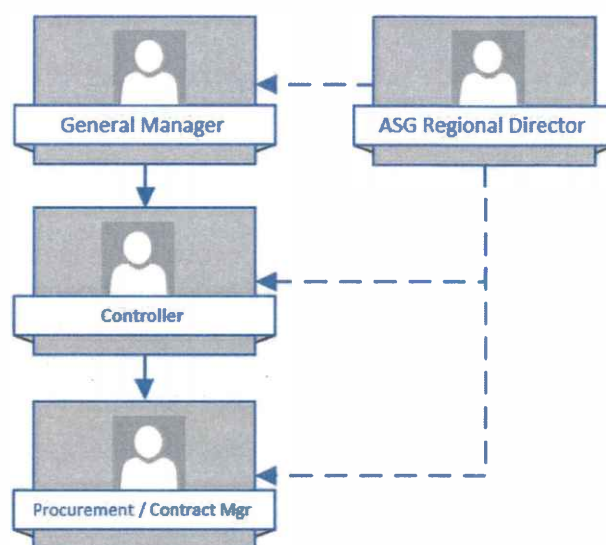 General Manager
ASG Regional Director
Controller
Procurement / Contract Mgr